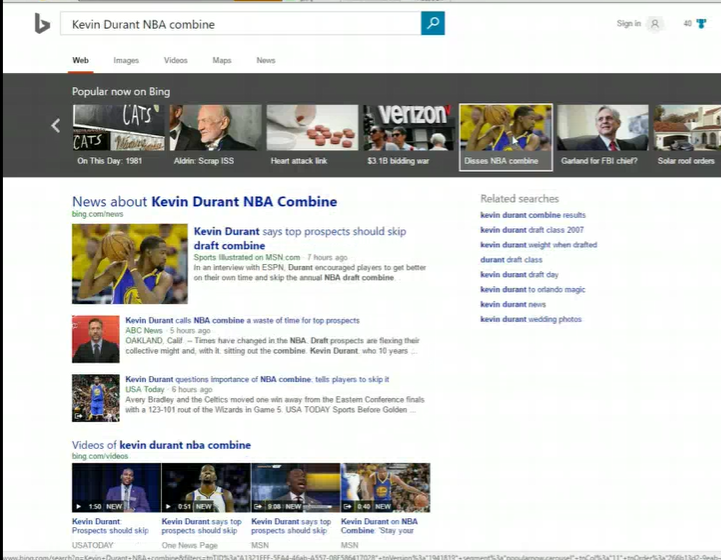 Kevin Durant NBA combine
Sign in
40
Web Images Videos Maps News
Popular now on Bing
CATS
verizon
On This Day: 1981
Aldrin: Scrap ISS
Heart attack link
$3.1B bidding war
Disses NBA combine
Garland for FBI chief?
Solar roof orders
News about Kevin Durant NBA Combine
bing.com/news
Kevin Durant says top prospects should skip
draft combine
Sports Illustrated on MSN.com · 7 hours ago
In an interview with ESPN, Durant encouraged players to get better
on their own time and skip the annual NBA draft combine.
Kevin Durant calls NBA combine a waste of time for top prospects
ABC News · 5 hours ago
OAKLAND, Calif. -- Times have changed in the NBA. Draft prospects are flexing their
collective might and, with it, sitting out the combine. Kevin Durant, who 10 years ...
Kevin Durant questions importance of NBA combine; tells players to skip it
USA Today · 6 hours ago
Avery Bradley and the Celtics moved one win away from the Eastern Conference finals
with a 123-101 rout of the Wizards in Game 5. USA TODAY Sports Before Golden ...
Videos of kevin durant nba combine
bing.com/videos
1:50 NEW
0:51 NEW
9:08 NEW
0:40 NEW
Kevin Durant:
Prospects should skip
USATODAY
Kevin Durant says top
prospects should skip
One News Page
Kevin Durant says top
prospects should skip
MSN
Kevin Durant on NBA
Combine: 'Stay your
MSN
Related searches
kevin durant combine results
kevin durant draft class 2007
kevin durant weight when drafted
durant draft class
kevin durant draft day
kevin durant to orlando magic
kevin durant news
kevin durant wedding photos